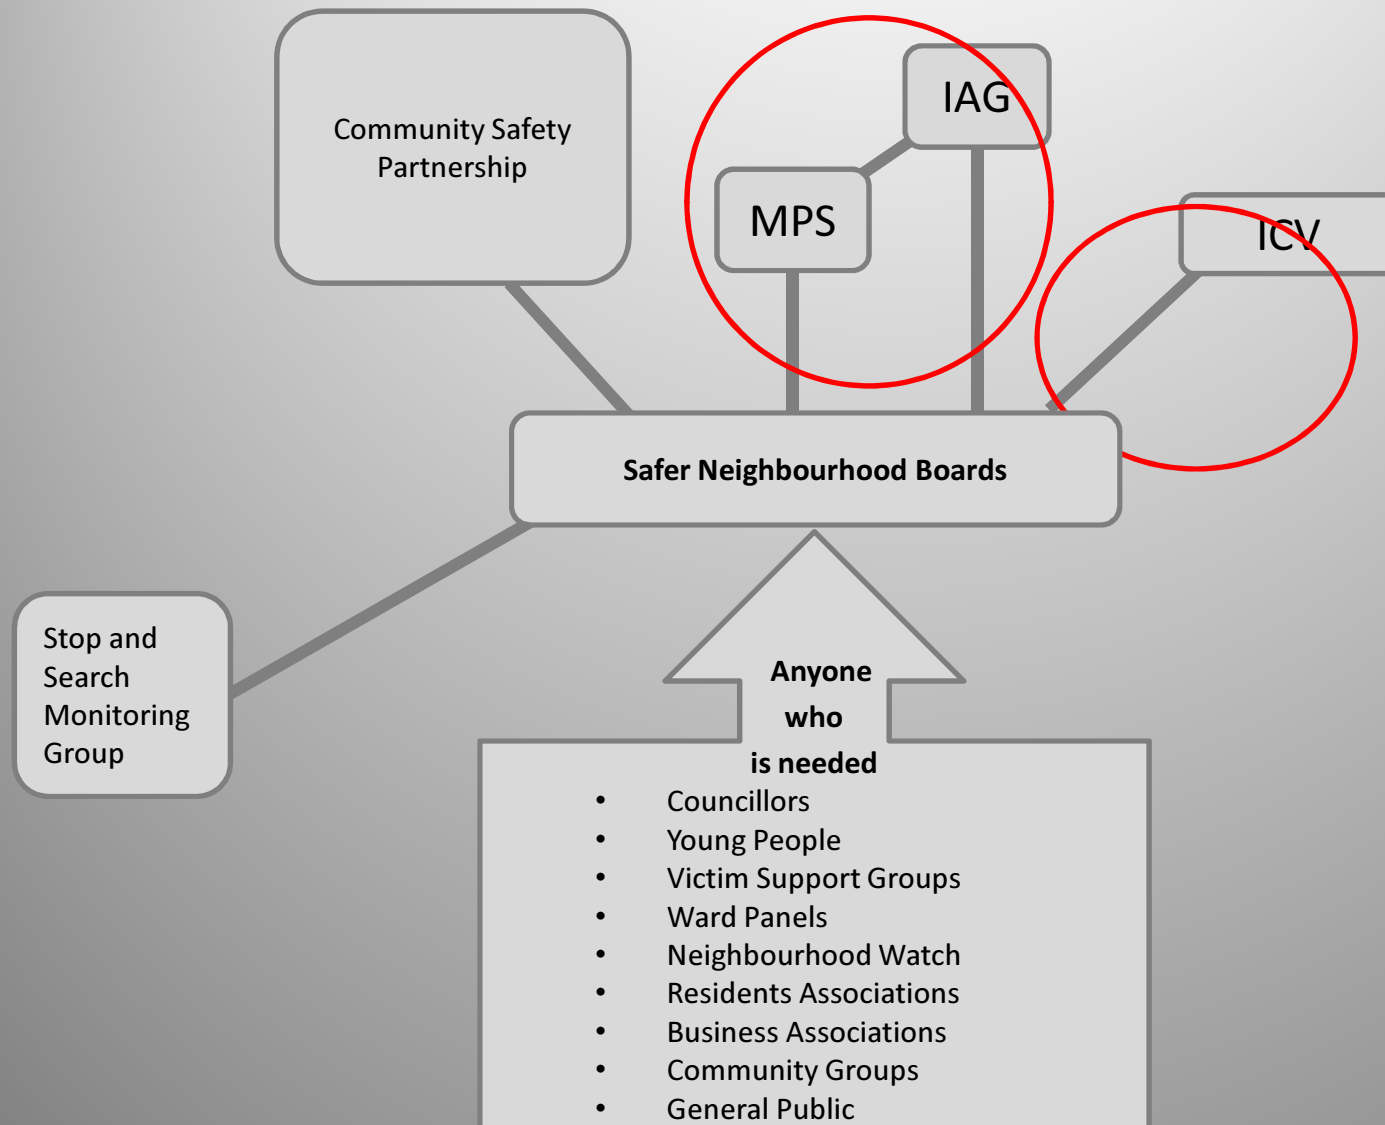 Community Safety
Partnership
IAG
MPS
ICV
Safer Neighbourhood Boards
Stop and
Search
Monitoring
Group
Anyone
who
is needed
• Councillors
• Young People
• Victim Support Groups
• Ward Panels
• Neighbourhood Watch
• Residents Associations
• Business Associations
• Community Groups
• General Public